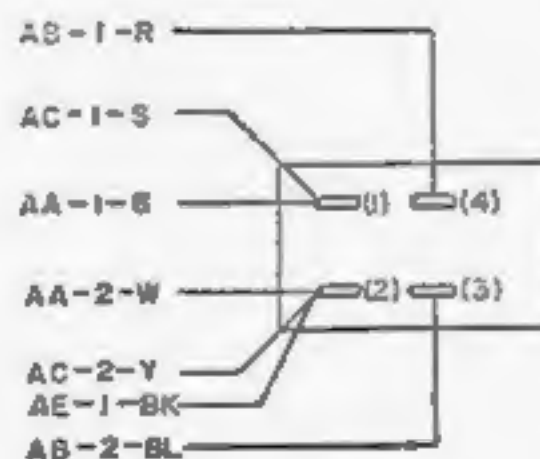 AB-1-R
AC-1-S
AA-1-G
(1) (4)
AA-2-W
(2) (3)
AC-2-Y
AE-1-BK
AB-2-BL